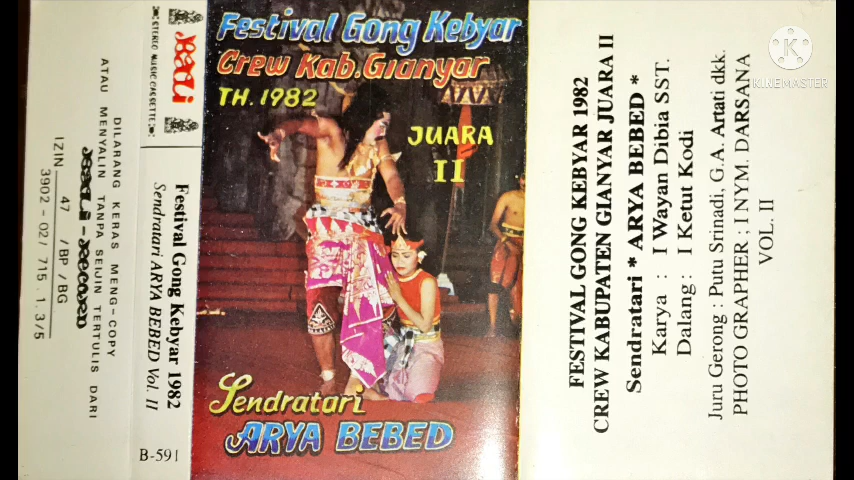 DILARANG KERAS MENG-COPY
ATAU MENYALIN TANPA SEIJIN TERTULIS DARI
BALI-RECORD
IZIN 47 /BP/BG
3902-02/715.1.3/5
BALI
STEREO MUSIC CASSETTE
Festival Gong Kebyar 1982
Sendratari ARYA BEBED Vol. II
B-591
Festival Gong Kebyar
Crew Kab. Gianyar
TH. 1982
JUARA
II
Sendratari
ARYA BEBED
FESTIVAL GONG KEBYAR 1982
CREW KABUPATEN GIANYAR JUARA II
Sendratari * ARYA BEBED *
Karya : I Wayan Dibia SST.
Dalang : I Ketut Kodi
Juru Gerong : Putu Srinadi, G.A. Artati dkk.
PHOTO GRAPHER ; I NYM. DARSANA
VOL. II
KINEMASTER